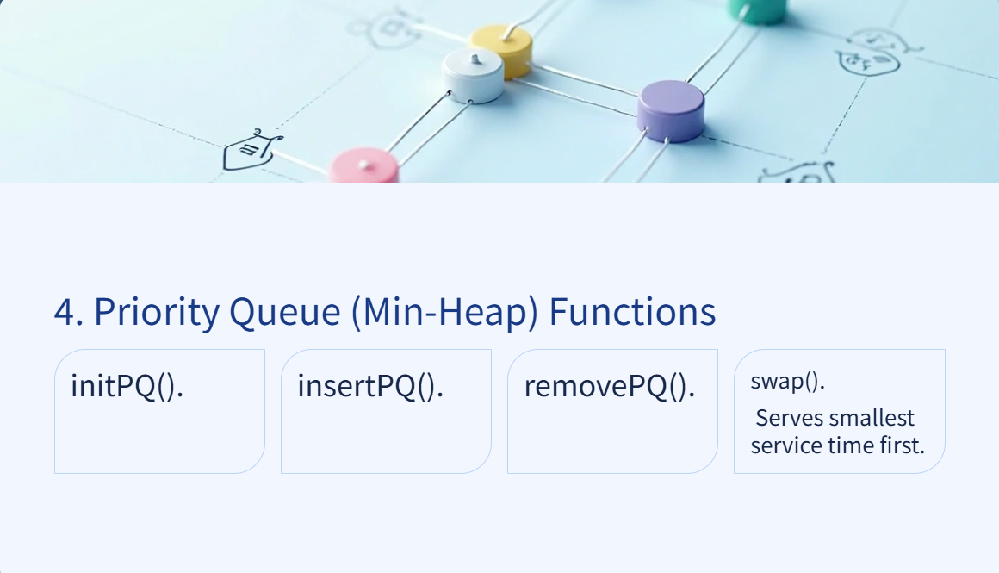 4. Priority Queue (Min-Heap) Functions
initPQ().
insertPQ().
removePQ().
swap().
Serves smallest
service time first.